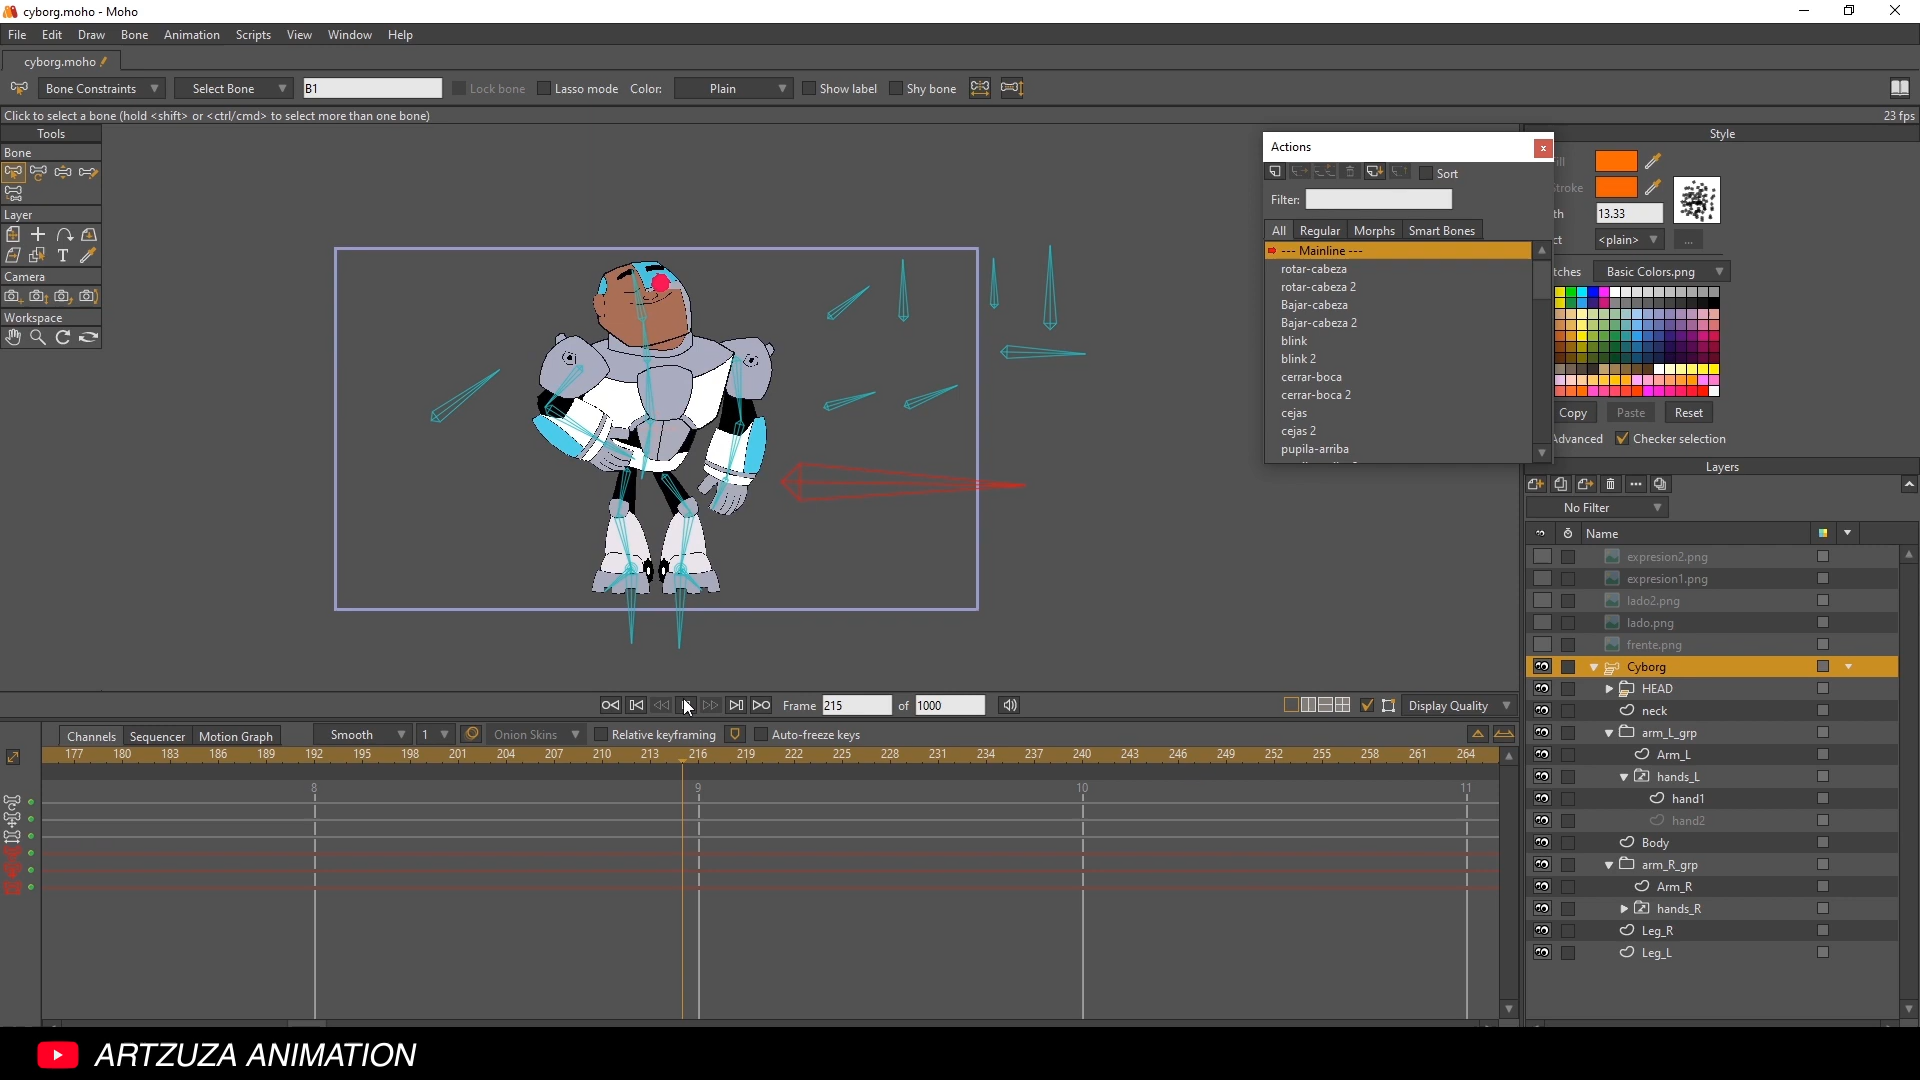 cyborg.moho - Moho
File Edit Draw Bone Animation Scripts View Window Help
cyborg.moho
Bone Constraints Select Bone B1 Lock bone Lasso mode Color: Plain Show label Shy bone
Click to select a bone (hold <shift> or <ctrl/cmd> to select more than one bone) 23 fps
Tools
Bone
Layer
Camera
Workspace
Actions
Sort
Filter:
All Regular Morphs Smart Bones
--- Mainline ---
rotar-cabeza
rotar-cabeza 2
Bajar-cabeza
Bajar-cabeza 2
blink
blink 2
cerrar-boca
cerrar-boca 2
cejas
cejas 2
pupila-arriba
Style
ill
troke
th 13.33
ct <plain> ...
tches Basic Colors.png
Copy Paste Reset
Advanced Checker selection
Layers
No Filter
Name
expresion2.png
expresion1.png
lado2.png
lado.png
frente.png
Cyborg
HEAD
neck
arm_L_grp
Arm_L
hands_L
hand1
hand2
Body
arm_R_grp
Arm_R
hands_R
Leg_R
Leg_L
Frame 215 of 1000 Display Quality
Channels Sequencer Motion Graph Smooth 1 Onion Skins Relative keyframing Auto-freeze keys
177 180 183 186 189 192 195 198 201 204 207 210 213 216 219 222 225 228 231 234 237 240 243 246 249 252 255 258 261 264
8 9 10 11
ARTZUZA ANIMATION